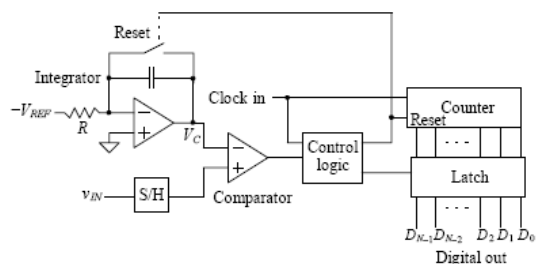 Reset
Integrator
−V_REF
R
V_C
Clock in
Counter
Reset
Control
logic
Latch
v_IN
S/H
Comparator
D_N−1 D_N−2 D_2 D_1 D_0
Digital out